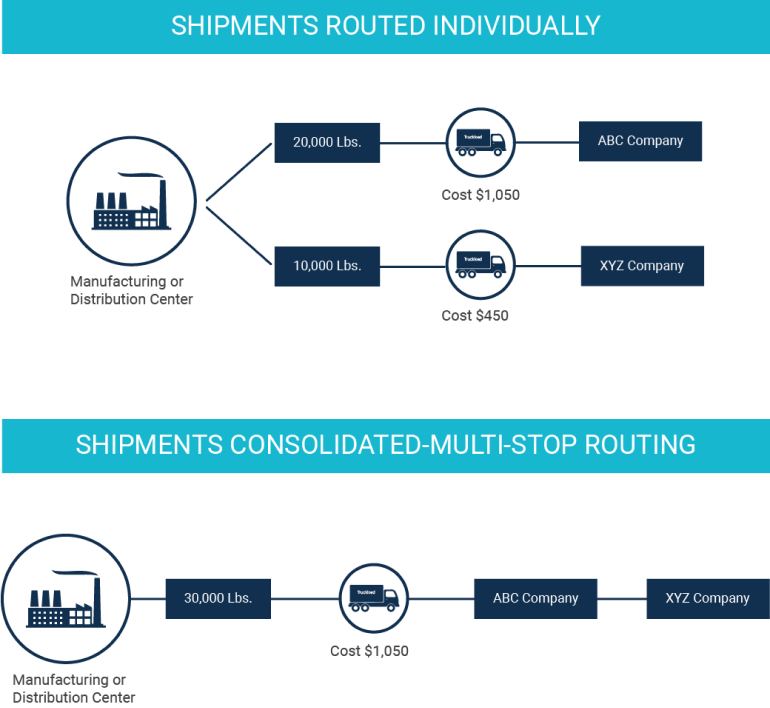 SHIPMENTS ROUTED INDIVIDUALLY
20,000 Lbs.
Truckload
ABC Company
Cost $1,050
Manufacturing or
Distribution Center
10,000 Lbs.
Truckload
XYZ Company
Cost $450
SHIPMENTS CONSOLIDATED-MULTI-STOP ROUTING
30,000 Lbs.
Truckload
ABC Company
XYZ Company
Cost $1,050
Manufacturing or
Distribution Center